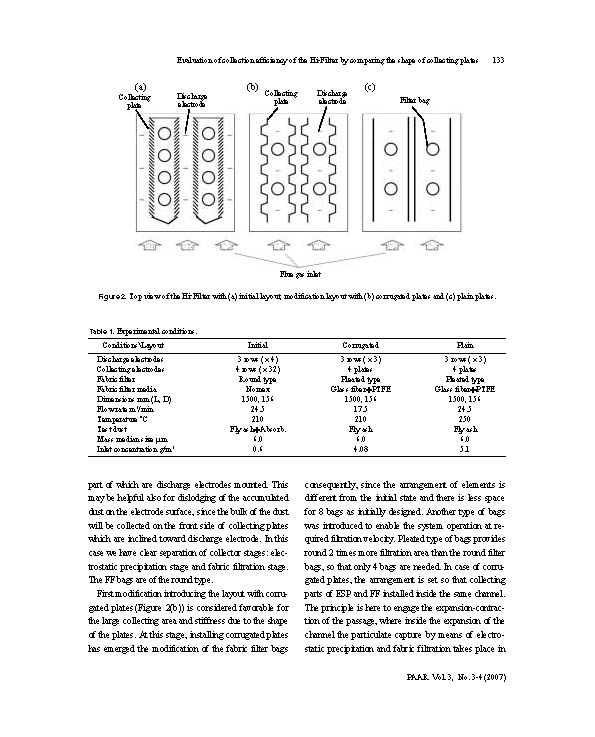 Evaluation of collection efficiency of the Hi-Filter by comparing the shape of collecting plates 133
(a)
Collecting
plate
Discharge
electrode
(b)
Collecting
plate
Discharge
electrode
(c)
Filter bag
Flue gas inlet
Figure 2. Top view of the Hi Filter with (a) initial layout; modification layout with (b) corrugated plates and (c) plain plates.
Table 1. Experimental conditions.
Conditions\Layout Initial Corrugated Plain
Discharge electrodes 3 rows (×4) 3 rows (×3) 3 rows (×3)
Collecting electrodes 4 rows (×32) 4 plates 4 plates
Fabric filter Round type Pleated type Pleated type
Fabric filter media Nomex Glass fiber+PTFE Glass fiber+PTFE
Dimensions mm (L, D) 1500, 156 1500, 156 1500, 156
Flowrate m³/min 24.5 17.5 24.5
Temperature °C 210 210 250
Test dust Fly ash+Absorb. Fly ash Fly ash
Mass median size μm 6.0 6.0 6.0
Inlet concentration g/m³ 0.6 4.08 5.1
part of which are discharge electrodes mounted. This
may be helpful also for dislodging of the accumulated
dust on the electrode surface, since the bulk of the dust
will be collected on the front side of collecting plates
which are inclined toward discharge electrode. In this
case we have clear separation of collector stages: elec-
trostatic precipitation stage and fabric filtration stage.
The FF bags are of the round type.
First modification introducing the layout with corru-
gated plates (Figure 2(b)) is considered favorable for
the large collecting area and stiffness due to the shape
of the plates. At this stage, installing corrugated plates
has emerged the modification of the fabric filter bags
consequently, since the arrangement of elements is
different from the initial state and there is less space
for 8 bags as initially designed. Another type of bags
was introduced to enable the system operation at re-
quired filtration velocity. Pleated type of bags provides
round 2 times more filtration area than the round filter
bags, so that only 4 bags are needed. In case of corru-
gated plates, the arrangement is set so that collecting
parts of ESP and FF installed inside the same channel.
The principle is here to engage the expansion-contrac-
tion of the passage, where inside the expansion of the
channel the particulate capture by means of electro-
static precipitation and fabric filtration takes place in
PAAR. Vol.3, No. 3-4 (2007)